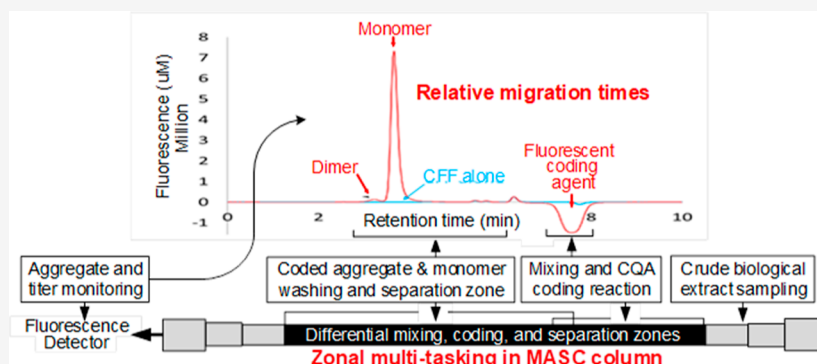 Monomer
8
7
6
5
4
3
2
1
0
-1
Fluorescence (uM)
Million
Relative migration times
Dimer
C.F.F. alone
Fluorescent
coding
agent
0
2
8
10
Retention time (min)
Aggregate and
titer monitoring
Coded aggregate & monomer
washing and separation zone
Mixing and CQA
coding reaction
Crude biological
extract sampling
Fluorescence
Detector
Differential mixing, coding, and separation zones
Zonal multi-tasking in MASC column